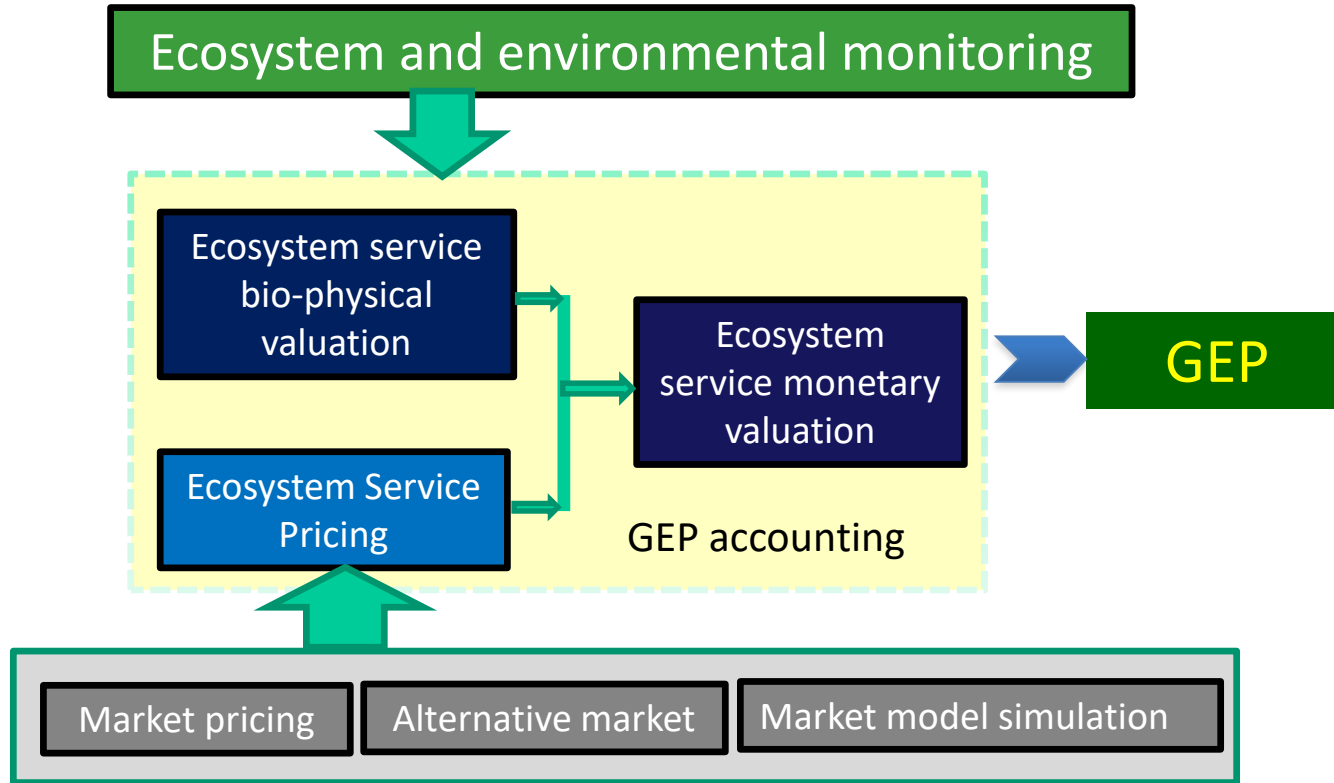 Ecosystem and environmental monitoring
Ecosystem service
bio-physical
valuation
Ecosystem
service monetary
valuation
GEP
Ecosystem Service
Pricing
GEP accounting
Market pricing
Alternative market
Market model simulation